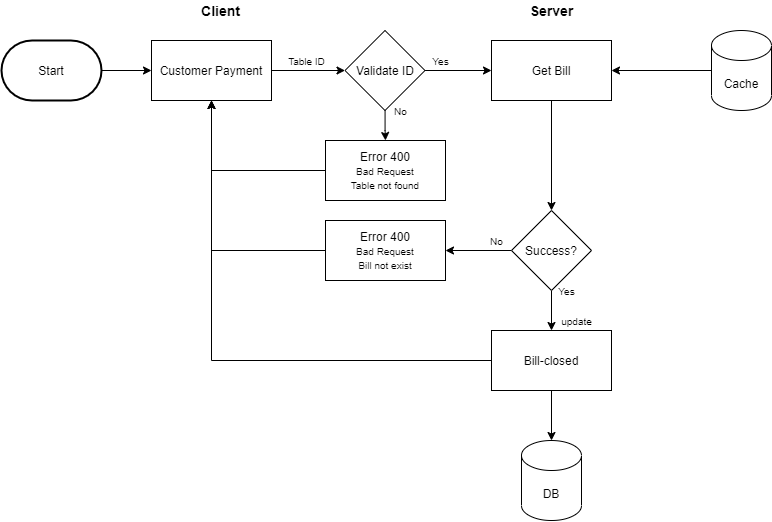 Client
Server
Start
Customer Payment
Table ID
Validate ID
Yes
Get Bill
Cache
No
Error 400
Bad Request
Table not found
Error 400
Bad Request
Bill not exist
No
Success?
Yes
update
Bill-closed
DB